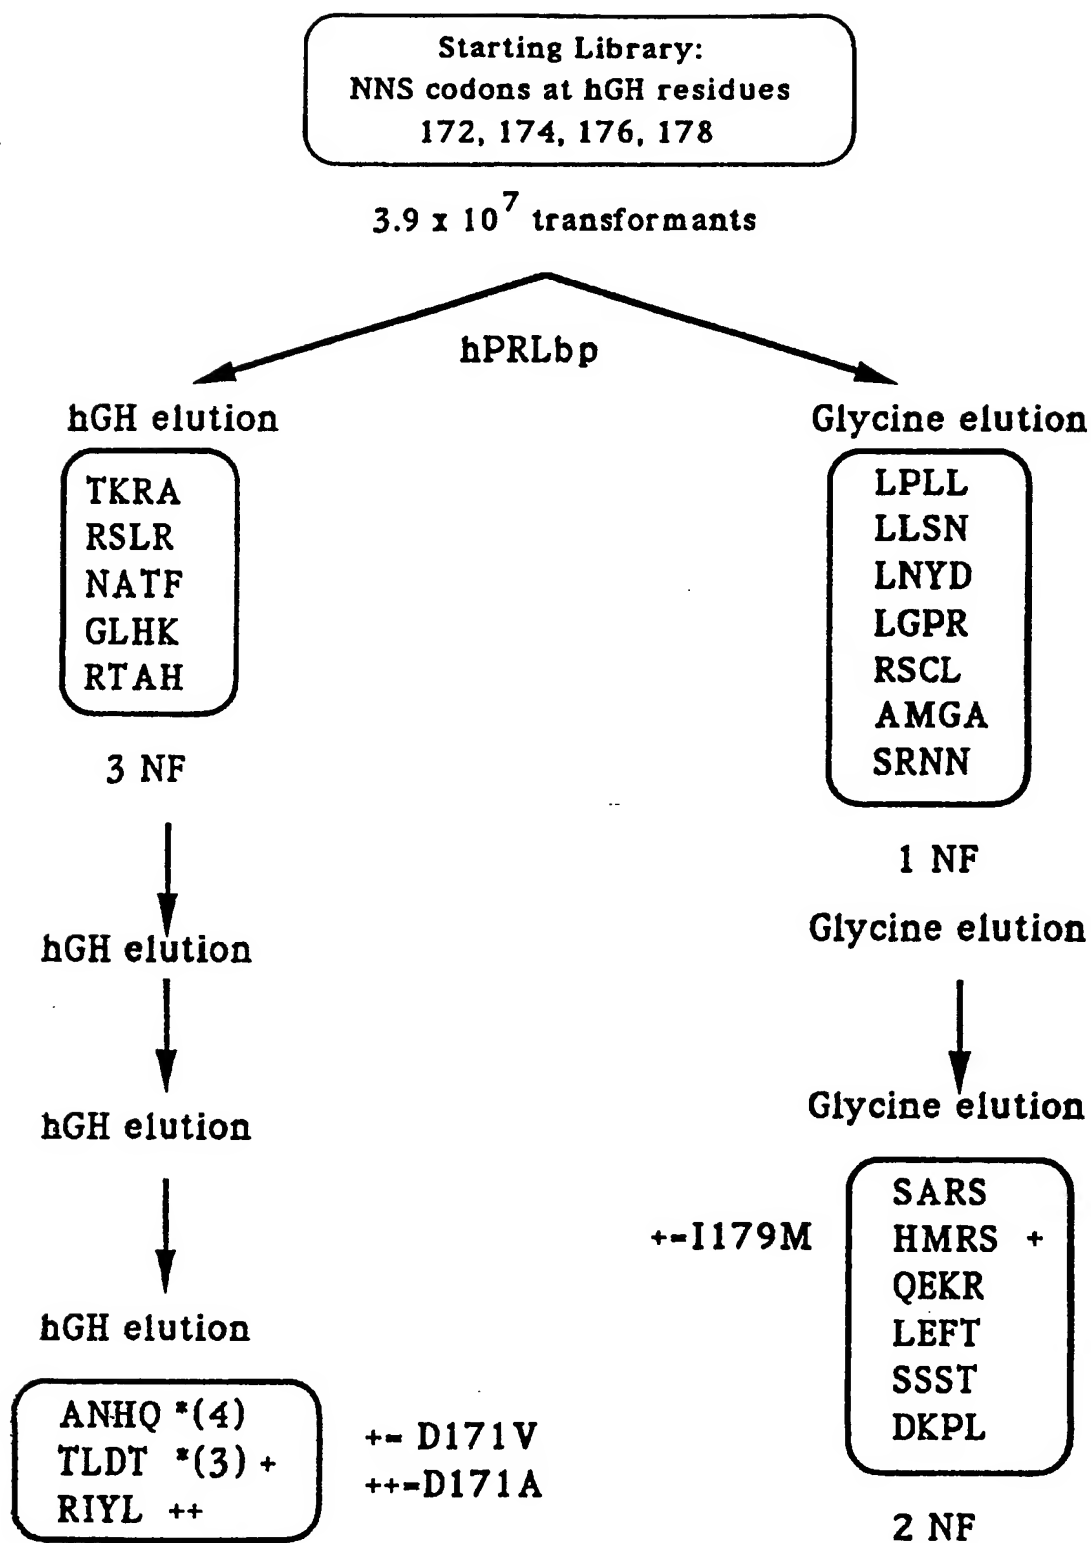 Starting Library:
NNS codons at hGH residues
172, 174, 176, 178
3.9 x 10^7 transformants
hPRLbp
hGH elution
TKRA
RSLR
NATF
GLHK
RTAH
3 NF
hGH elution
hGH elution
hGH elution
ANHQ *(4)
TLDT *(3) +
RIYL ++
+= D171V
++=D171A
Glycine elution
LPLL
LLSN
LNYD
LGPR
RSCL
AMGA
SRNN
1 NF
Glycine elution
Glycine elution
+=I179M
SARS
HMRS +
QEKR
LEFT
SSST
DKPL
2 NF